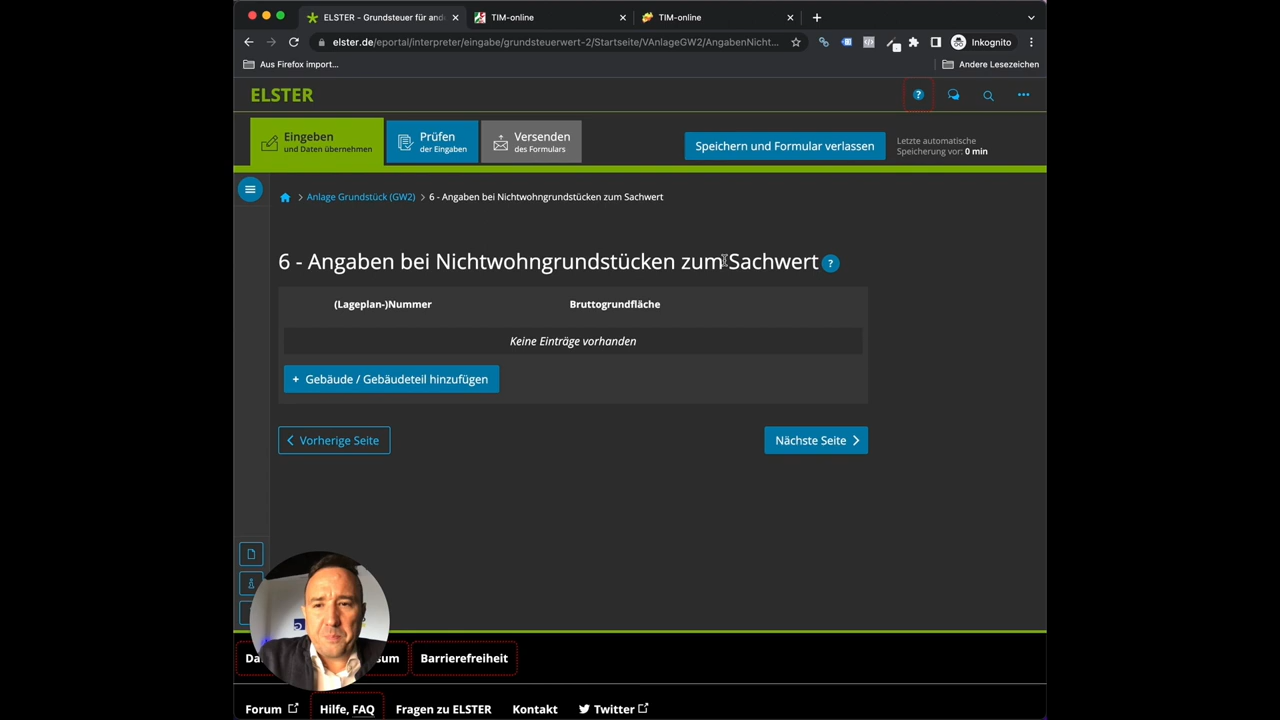 ELSTER - Grundsteuer für and
TIM-online
TIM-online
elster.de/eportal/interpreter/eingabe/grundsteuerwert-2/Startseite/VAnlageGW2/AngabenNicht...
Inkognito
Aus Firefox import...
Andere Lesezeichen
ELSTER
Eingeben
und Daten übernehmen
Prüfen
der Eingaben
Versenden
des Formulars
Speichern und Formular verlassen
Letzte automatische
Speicherung vor: 0 min
Anlage Grundstück (GW2)
6 - Angaben bei Nichtwohngrundstücken zum Sachwert
6 - Angaben bei Nichtwohngrundstücken zum Sachwert ?
(Lageplan-)Nummer
Bruttogrundfläche
Keine Einträge vorhanden
+ Gebäude / Gebäudeteil hinzufügen
Vorherige Seite
Nächste Seite
Barrierefreiheit
Forum
Hilfe, FAQ
Fragen zu ELSTER
Kontakt
Twitter